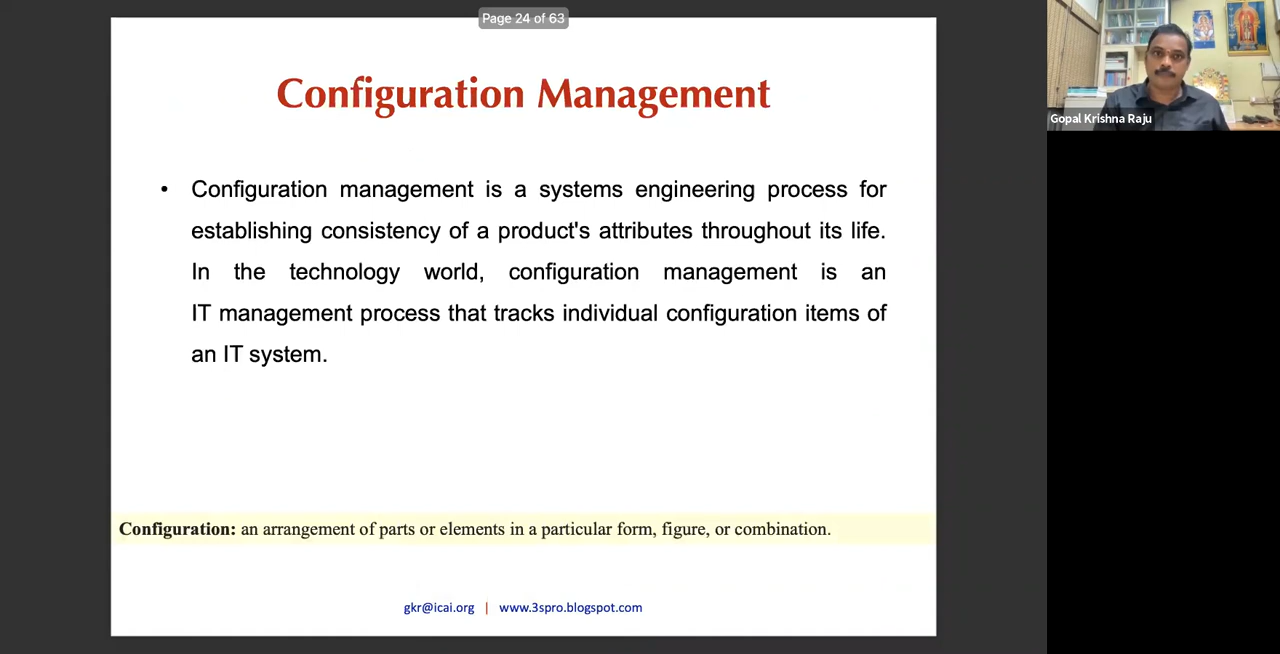 Page 24 of 63
Configuration Management
• Configuration management is a systems engineering process for
establishing consistency of a product's attributes throughout its life.
In the technology world, configuration management is an
IT management process that tracks individual configuration items of
an IT system.
Configuration: an arrangement of parts or elements in a particular form, figure, or combination.
gkr@icai.org | www.3spro.blogspot.com
Gopal Krishna Raju